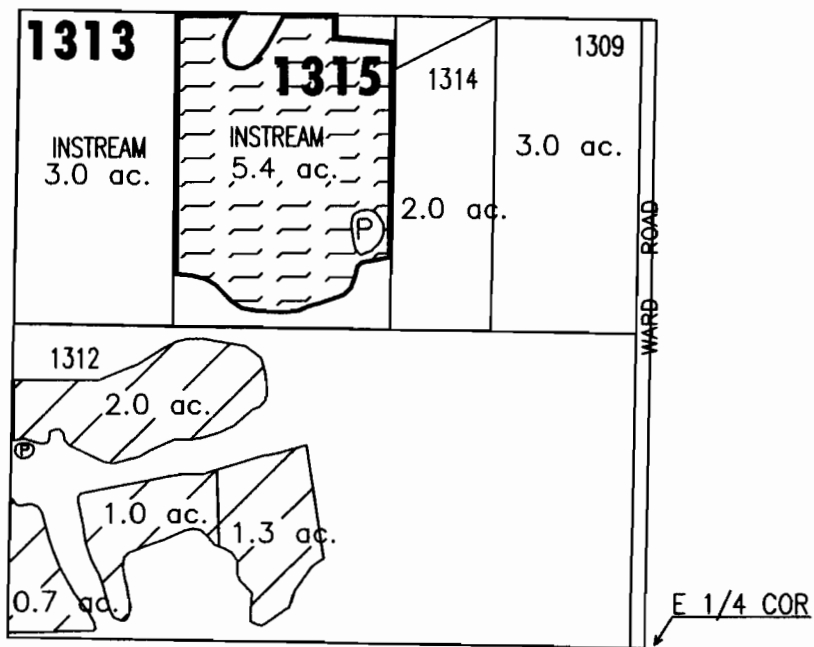 1313
INSTREAM
3.0 ac.
1315
INSTREAM
5.4 ac.
P
1314
2.0 ac.
1309
3.0 ac.
WARD ROAD
1312
2.0 ac.
P
1.0 ac.
1.3 ac.
0.7 ac.
E 1/4 COR